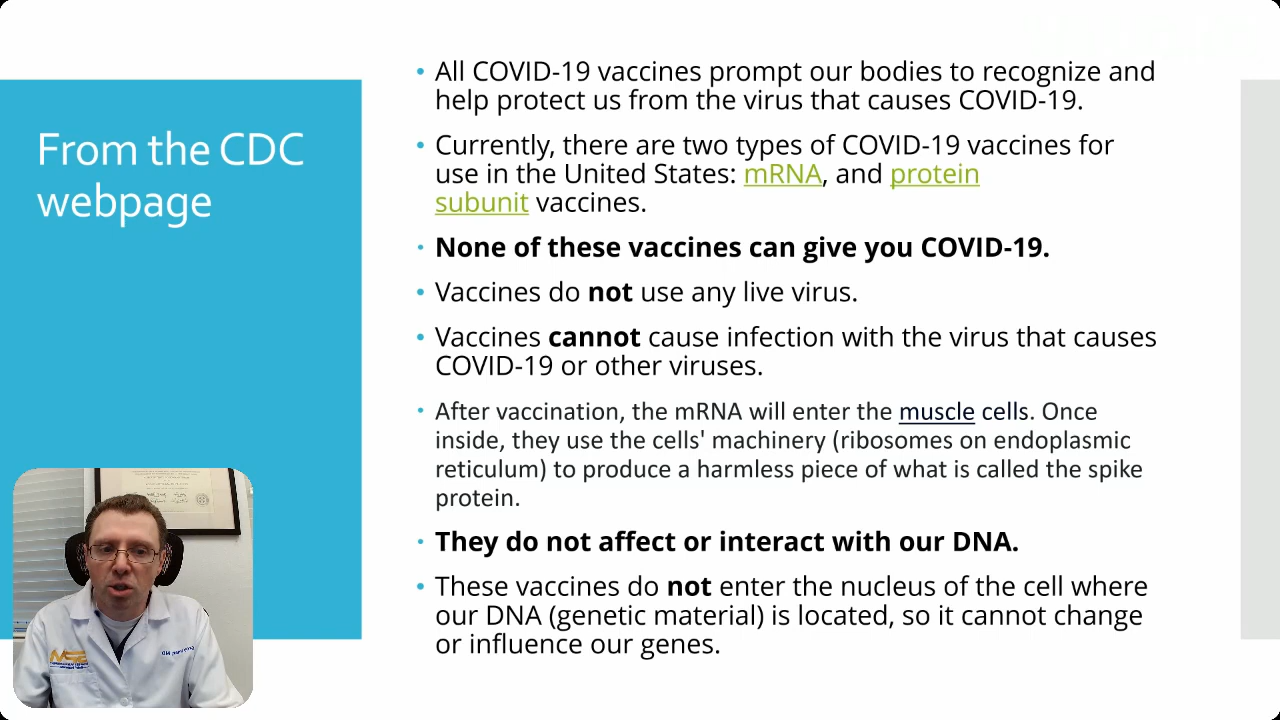 From the CDC
webpage
• All COVID-19 vaccines prompt our bodies to recognize and
help protect us from the virus that causes COVID-19.
• Currently, there are two types of COVID-19 vaccines for
use in the United States: mRNA, and protein
subunit vaccines.
• None of these vaccines can give you COVID-19.
• Vaccines do not use any live virus.
• Vaccines cannot cause infection with the virus that causes
COVID-19 or other viruses.
• After vaccination, the mRNA will enter the muscle cells. Once
inside, they use the cells' machinery (ribosomes on endoplasmic
reticulum) to produce a harmless piece of what is called the spike
protein.
• They do not affect or interact with our DNA.
• These vaccines do not enter the nucleus of the cell where
our DNA (genetic material) is located, so it cannot change
or influence our genes.